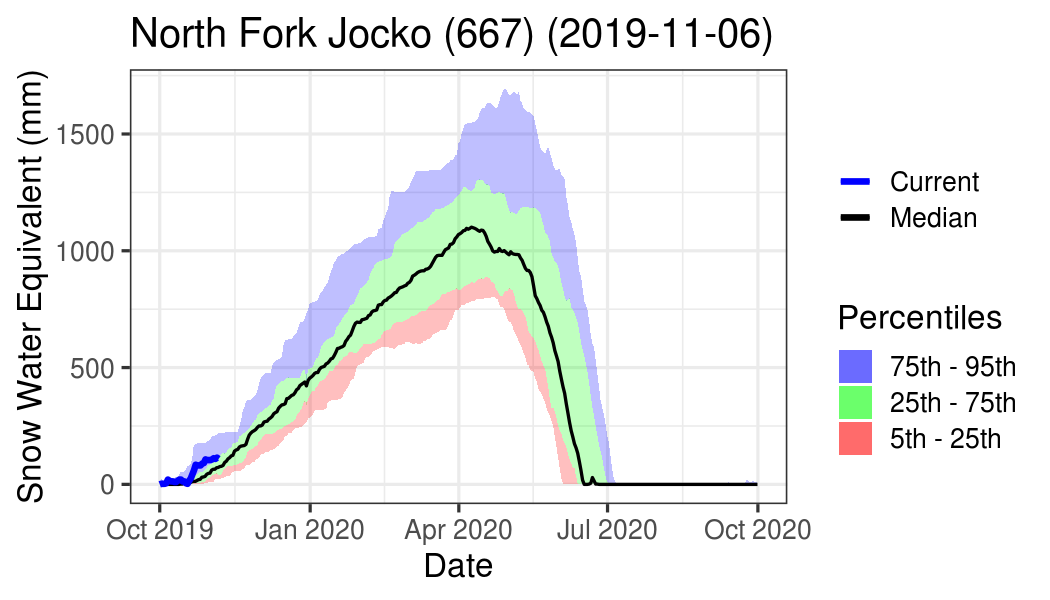 North Fork Jocko (667) (2019-11-06)
Snow Water Equivalent (mm)
1500
1000
500
0
Oct 2019
Jan 2020
Apr 2020
Jul 2020
Oct 2020
Date
Current
Median
Percentiles
75th - 95th
25th - 75th
5th - 25th